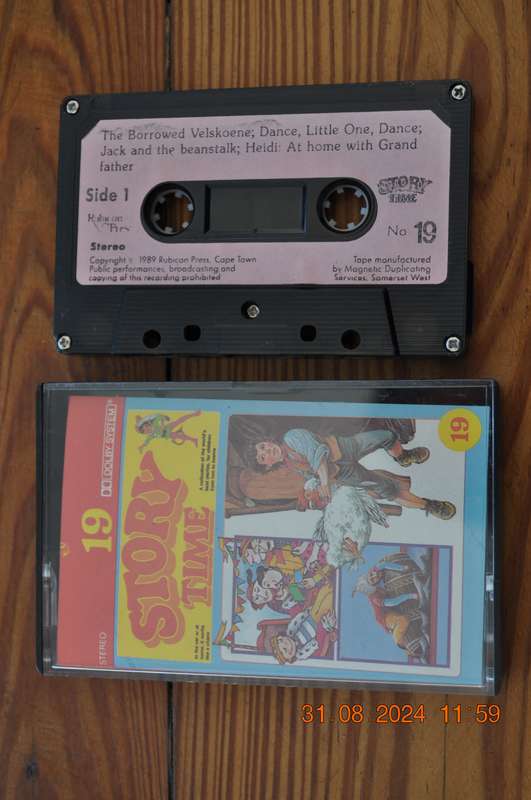 The Borrowed Velskoene; Dance, Little One, Dance;
Jack and the beanstalk; Heidi: At home with Grand
father
Side 1
STORY
TIME
No 19
Stereo
Copyright 1989 Rubicon Press, Cape Town
Public performances, broadcasting and
copying of this recording prohibited
Tape manufactured
by Magnetic Duplicating
Services, Somerset West
DOLBY SYSTEM
19
STEREO
STORY
TIME
19
31.08.2024 11:59